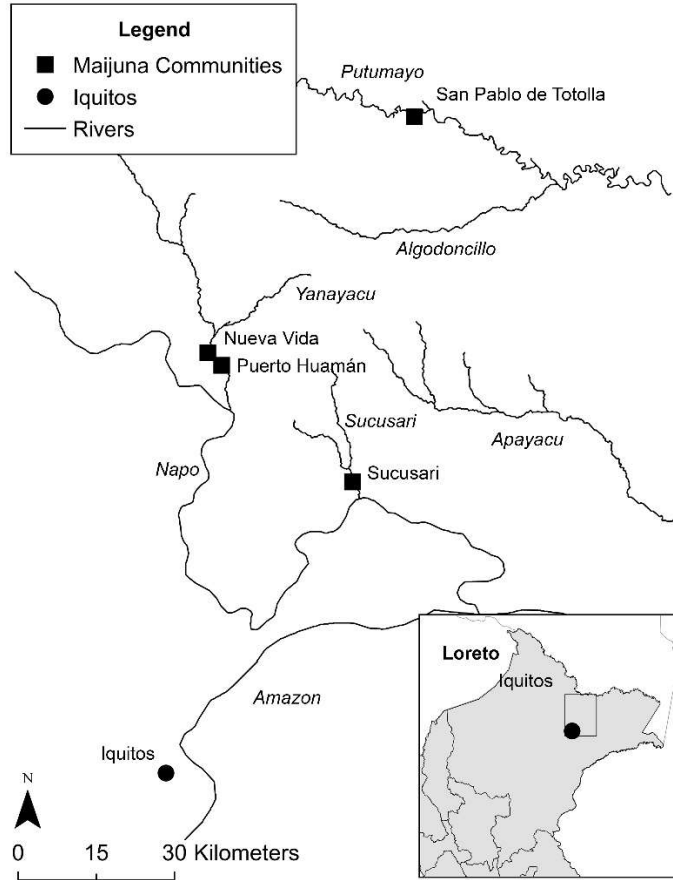 Legend
Maijuna Communities
Iquitos
Rivers
Putumayo
San Pablo de Totolla
Algodoncillo
Yanayacu
Nueva Vida
Puerto Huamán
Sucusari
Apayacu
Napo
Sucusari
Loreto
Iquitos
Amazon
Iquitos
N
0 15 30 Kilometers